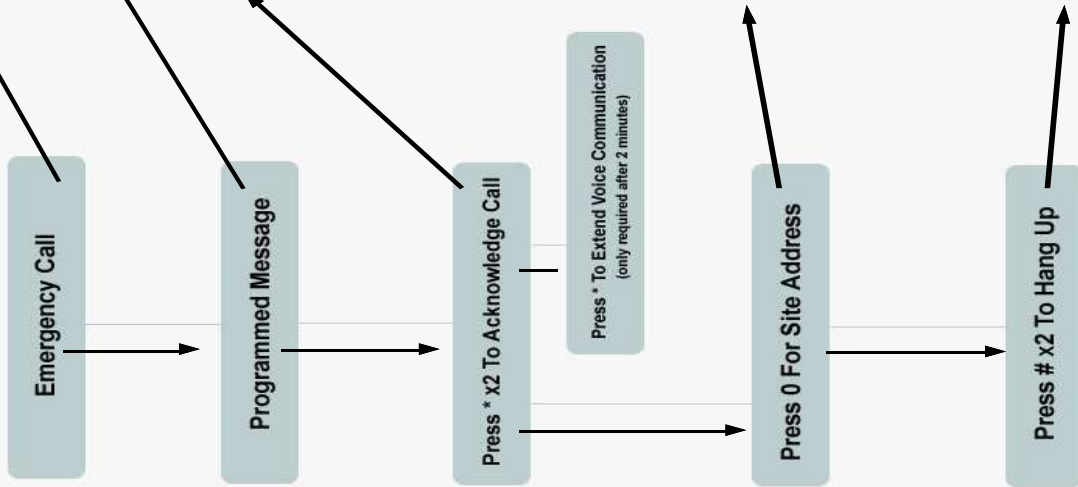 Emergency Call
Programmed Message
Press * x2 To Acknowledge Call
Press * To Extend Voice Communication
(only required after 2 minutes)
Press 0 For Site Address
Press # x2 To Hang Up